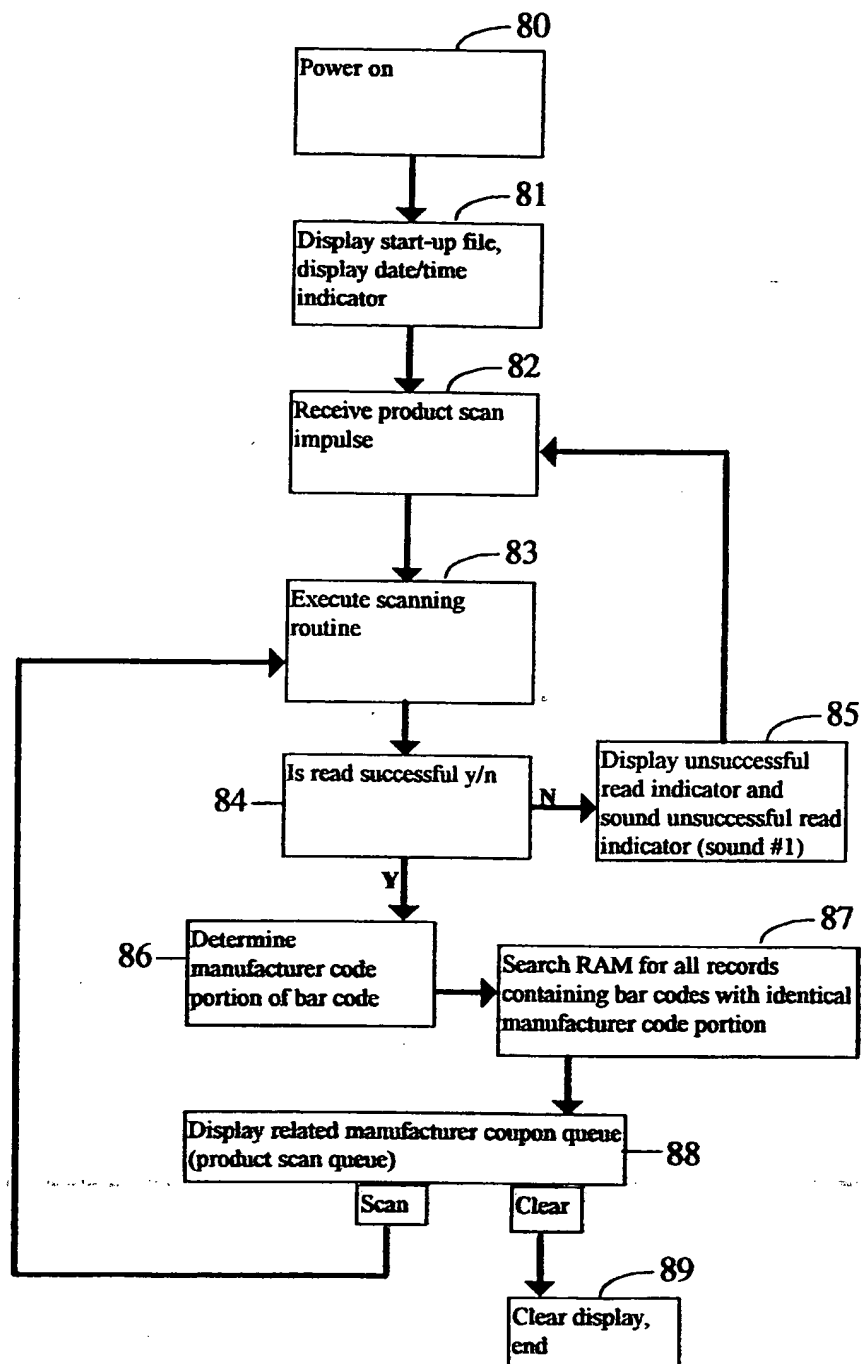 80
Power on
81
Display start-up file,
display date/time
indicator
82
Receive product scan
impulse
83
Execute scanning
routine
84
Is read successful y/n
N
85
Display unsuccessful
read indicator and
sound unsuccessful read
indicator (sound #1)
Y
86
Determine
manufacturer code
portion of bar code
87
Search RAM for all records
containing bar codes with identical
manufacturer code portion
Display related manufacturer coupon queue
(product scan queue)
88
Scan
Clear
89
Clear display,
end